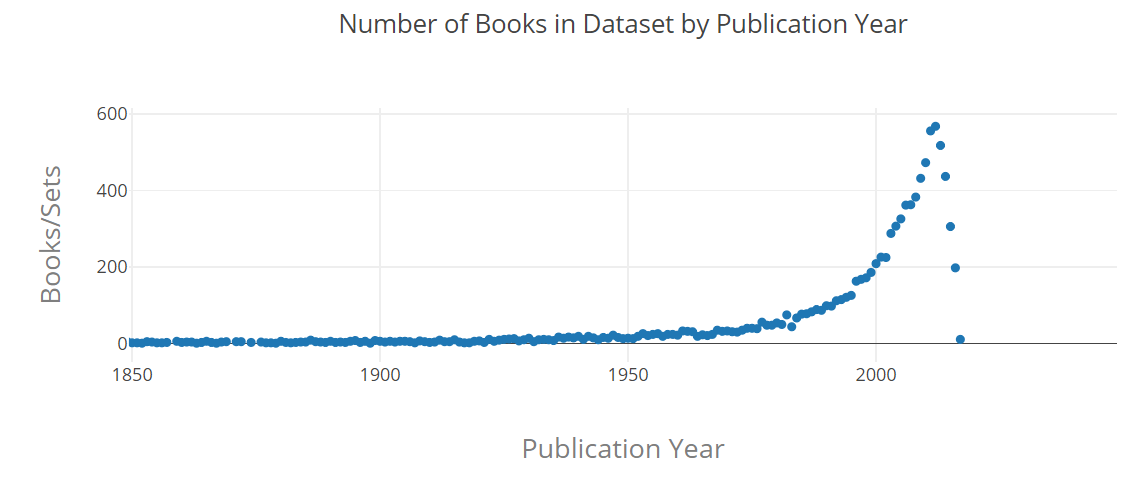 Number of Books in Dataset by Publication Year
600
400
200
0
Books/Sets
1850 1900 1950 2000
Publication Year